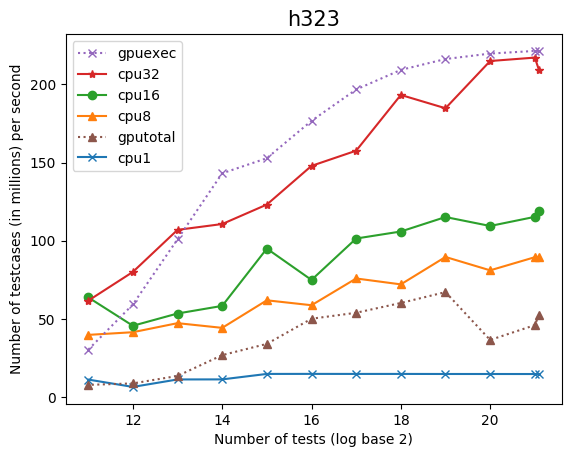 h323
Number of testcases (in millions) per second
200
150
100
50
0
gpuexec
cpu32
cpu16
cpu8
gputotal
cpu1
12
14
16
18
20
Number of tests (log base 2)